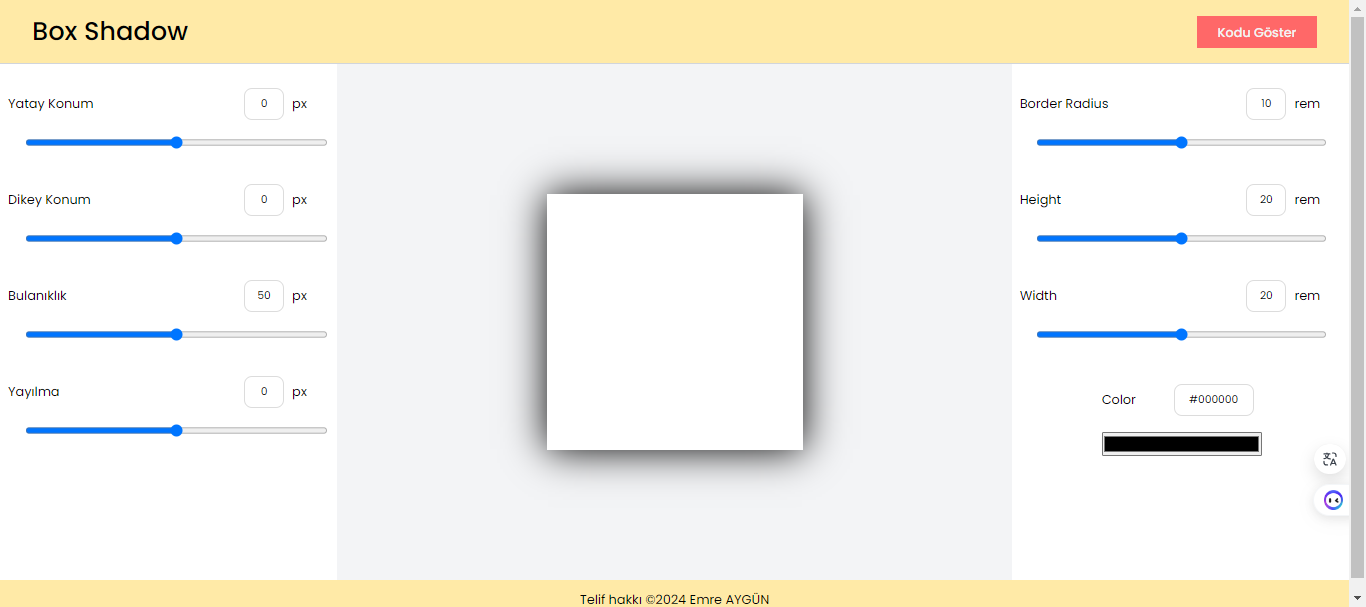 Box Shadow
Kodu Göster
Yatay Konum 0 px
Dikey Konum 0 px
Bulanıklık 50 px
Yayılma 0 px
Border Radius 10 rem
Height 20 rem
Width 20 rem
Color #000000
Telif hakkı ©2024 Emre AYGÜN